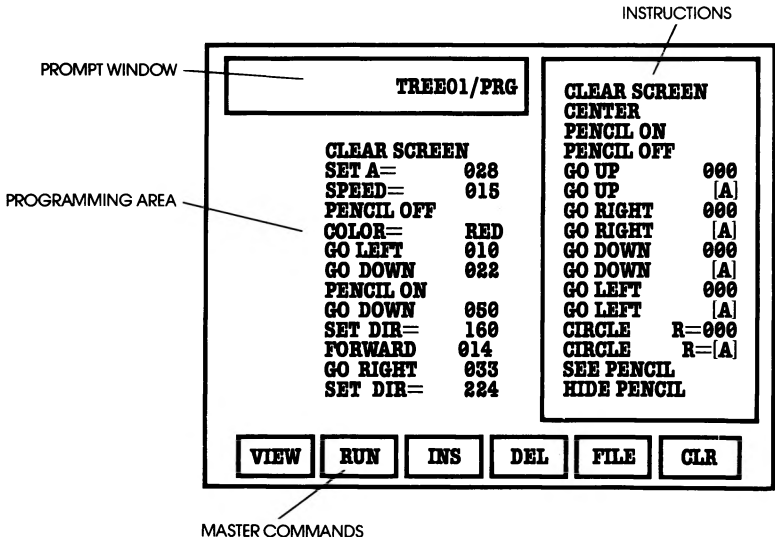 INSTRUCTIONS
PROMPT WINDOW
TREE01/PRG
PROGRAMMING AREA
CLEAR SCREEN
SET A= 028
SPEED= 015
PENCIL OFF
COLOR= RED
GO LEFT 010
GO DOWN 022
PENCIL ON
GO DOWN 050
SET DIR= 160
FORWARD 014
GO RIGHT 033
SET DIR= 224
CLEAR SCREEN
CENTER
PENCIL ON
PENCIL OFF
GO UP 000
GO UP [A]
GO RIGHT 000
GO RIGHT [A]
GO DOWN 000
GO DOWN [A]
GO LEFT 000
GO LEFT [A]
CIRCLE R=000
CIRCLE R=[A]
SEE PENCIL
HIDE PENCIL
VIEW RUN INS DEL FILE CLR
MASTER COMMANDS